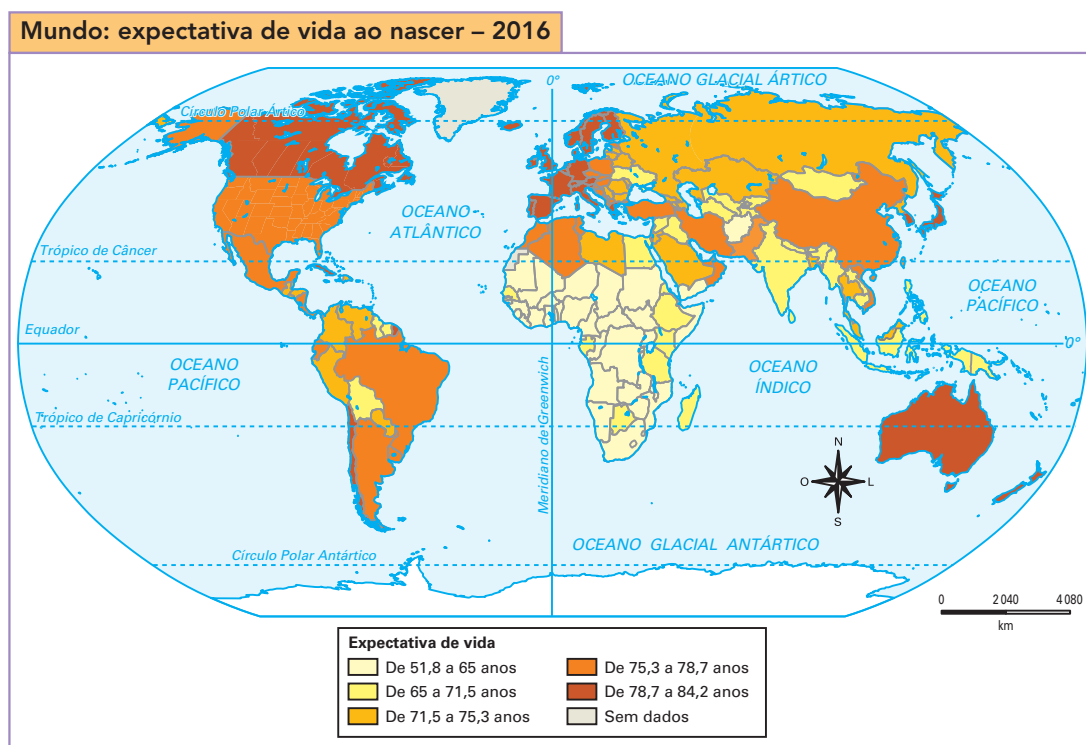 Mundo: expectativa de vida ao nascer – 2016
0°
OCEANO GLACIAL ÁRTICO
Círculo Polar Ártico
OCEANO
ATLÂNTICO
Trópico de Câncer
OCEANO
PACÍFICO
Equador
0°
OCEANO
PACÍFICO
OCEANO
ÍNDICO
Trópico de Capricórnio
Meridiano de Greenwich
N
O
L
S
Círculo Polar Antártico
OCEANO GLACIAL ANTÁRTICO
0
2 040
4 080
km
Expectativa de vida
De 51,8 a 65 anos
De 65 a 71,5 anos
De 71,5 a 75,3 anos
De 75,3 a 78,7 anos
De 78,7 a 84,2 anos
Sem dados